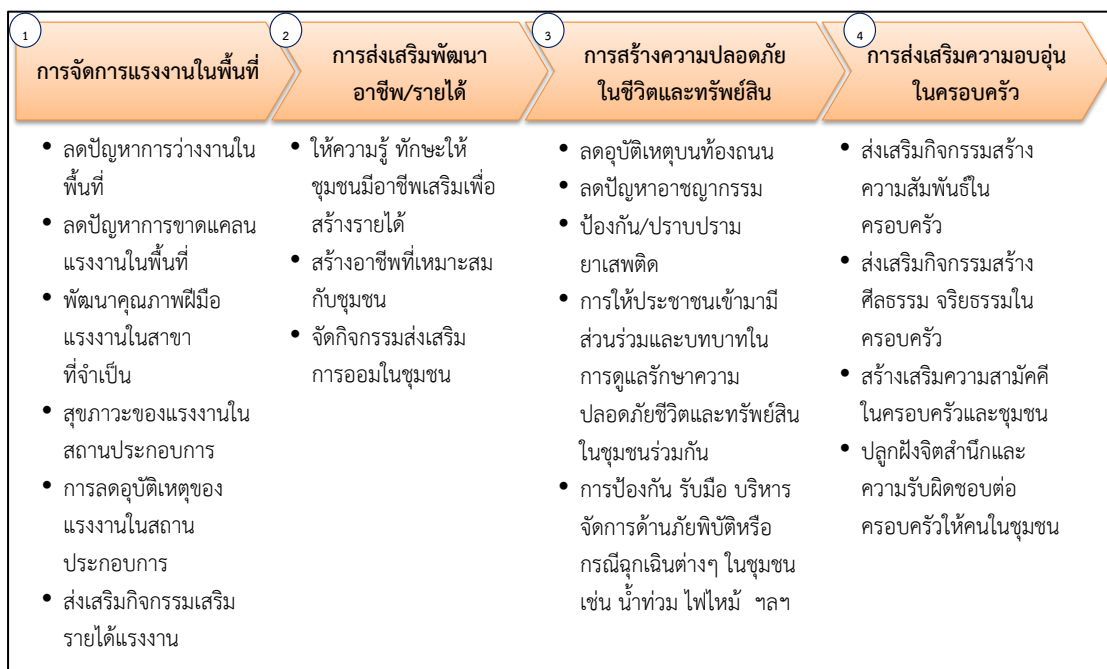 1
การจัดการแรงงานในพื้นที่
2
การส่งเสริมพัฒนา
อาชีพ/รายได้
3
การสร้างความปลอดภัย
ในชีวิตและทรัพย์สิน
4
การส่งเสริมความอบอุ่น
ในครอบครัว
• ลดปัญหาการว่างงานใน
พื้นที่
• ลดปัญหาการขาดแคลน
แรงงานในพื้นที่
• พัฒนาคุณภาพฝีมือ
แรงงานในสาขา
ที่จำเป็น
• สุขภาวะของแรงงานใน
สถานประกอบการ
• การลดอุบัติเหตุของ
แรงงานในสถาน
ประกอบการ
• ส่งเสริมกิจกรรมเสริม
รายได้แรงงาน
• ให้ความรู้ ทักษะให้
ชุมชนมีอาชีพเสริมเพื่อ
สร้างรายได้
• สร้างอาชีพที่เหมาะสม
กับชุมชน
• จัดกิจกรรมส่งเสริม
การออมในชุมชน
• ลดอุบัติเหตุบนท้องถนน
• ลดปัญหาอาชญากรรม
• ป้องกัน/ปราบปราม
ยาเสพติด
• การให้ประชาชนเข้ามามี
ส่วนร่วมและบทบาทใน
การดูแลรักษาความ
ปลอดภัยชีวิตและทรัพย์สิน
ในชุมชนร่วมกัน
• การป้องกัน รับมือ บริหาร
จัดการด้านภัยพิบัติหรือ
กรณีฉุกเฉินต่างๆ ในชุมชน
เช่น น้ำท่วม ไฟไหม้ ฯลฯ
• ส่งเสริมกิจกรรมสร้าง
ความสัมพันธ์ใน
ครอบครัว
• ส่งเสริมกิจกรรมสร้าง
ศีลธรรม จริยธรรมใน
ครอบครัว
• สร้างเสริมความสามัคคี
ในครอบครัวและชุมชน
• ปลูกฝังจิตสำนึกและ
ความรับผิดชอบต่อ
ครอบครัวให้คนในชุมชน